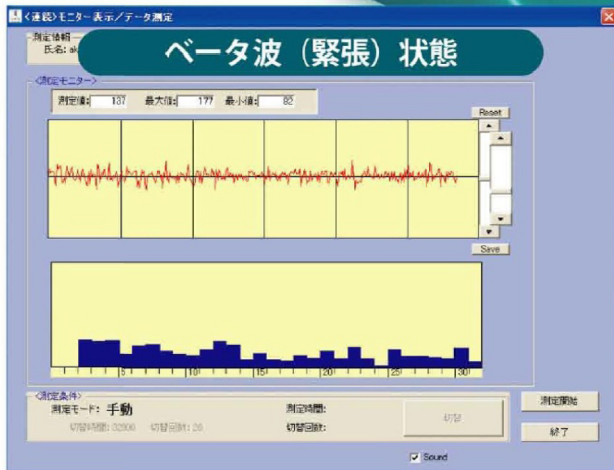 <連装>モニター表示/データ測定
測定情報
氏名: ak
ベータ波（緊張）状態
<測定モニター>
測定値: 137 最大値: 177 最小値: 82
Reset
Save
5 10 15 20 25 30
<測定条件>
測定モード: 手動 測定時間:
切替時間: 32000 切替回数: 20 切替回数:
切替
測定開始
終了
Sound